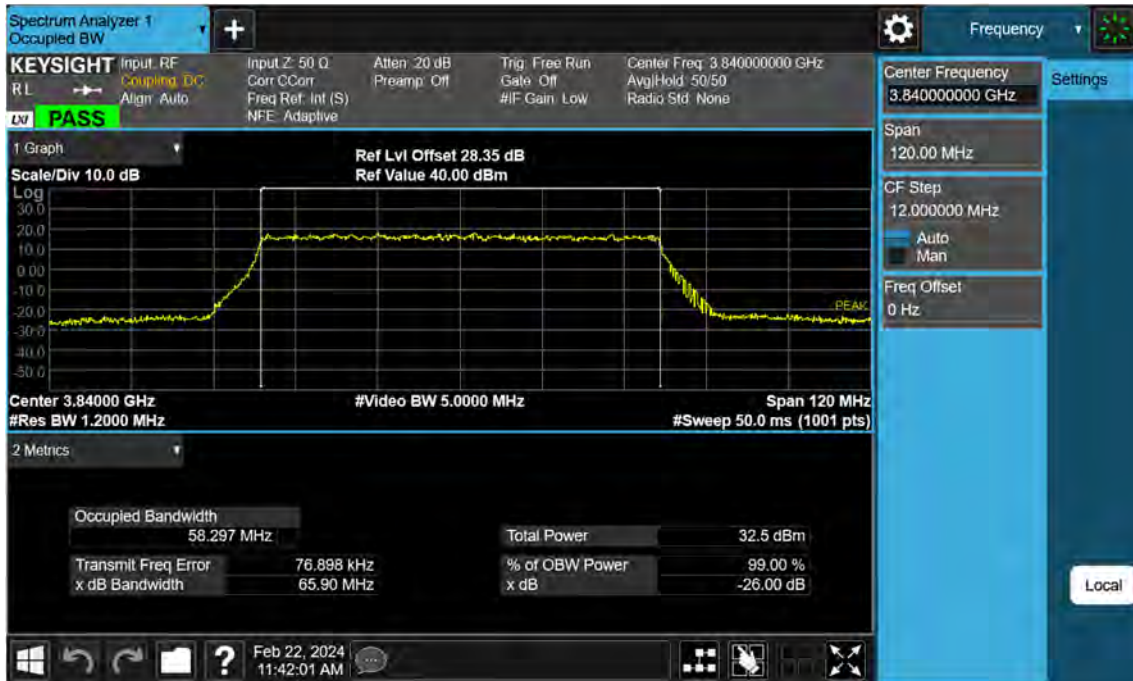 Spectrum Analyzer 1
Occupied BW
+
Frequency
KEYSIGHT
RL
LXI PASS
Input: RF
Coupling: DC
Align: Auto
Input Z: 50 Ω
Corr CCorr
Freq Ref: Int (S)
NFE: Adaptive
Atten: 20 dB
Preamp: Off
Trig: Free Run
Gate: Off
#IF Gain: Low
Center Freq: 3.840000000 GHz
Avg|Hold: 50/50
Radio Std: None
Center Frequency
3.840000000 GHz
Settings
Span
120.00 MHz
CF Step
12.000000 MHz
Auto
Man
Freq Offset
0 Hz
1 Graph
Scale/Div 10.0 dB
Ref Lvl Offset 28.35 dB
Ref Value 40.00 dBm
Log
30.0
20.0
10.0
0.00
-10.0
-20.0
-30.0
-40.0
-50.0
PEAK
Center 3.84000 GHz
#Video BW 5.0000 MHz
Span 120 MHz
#Res BW 1.2000 MHz
#Sweep 50.0 ms (1001 pts)
2 Metrics
Occupied Bandwidth
58.297 MHz
Total Power 32.5 dBm
Transmit Freq Error 76.898 kHz
% of OBW Power 99.00 %
x dB Bandwidth 65.90 MHz
x dB -26.00 dB
Local
?
Feb 22, 2024
11:42:01 AM